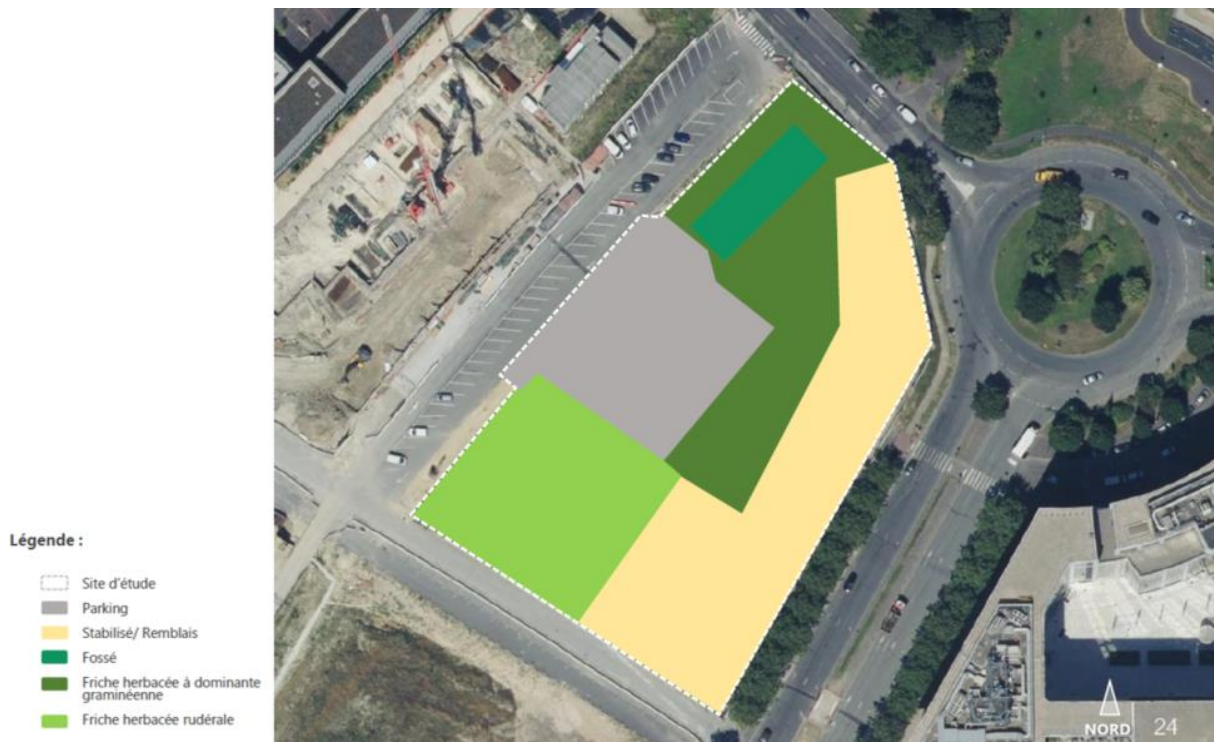 Légende :
Site d'étude
Parking
Stabilisé/ Remblais
Fossé
Friche herbacée à dominante
graminéenne
Friche herbacée rudérale
NORD 24